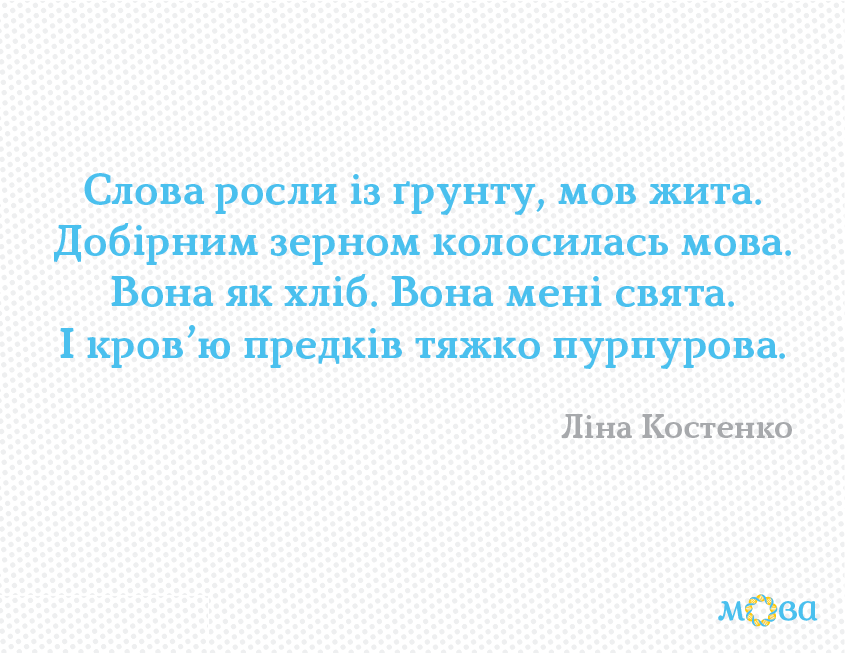 Слова росли із ґрунту, мов жита.
Добірним зерном колосилась мова.
Вона як хліб. Вона мені свята.
І кров’ю предків тяжко пурпурова.
Ліна Костенко
мова